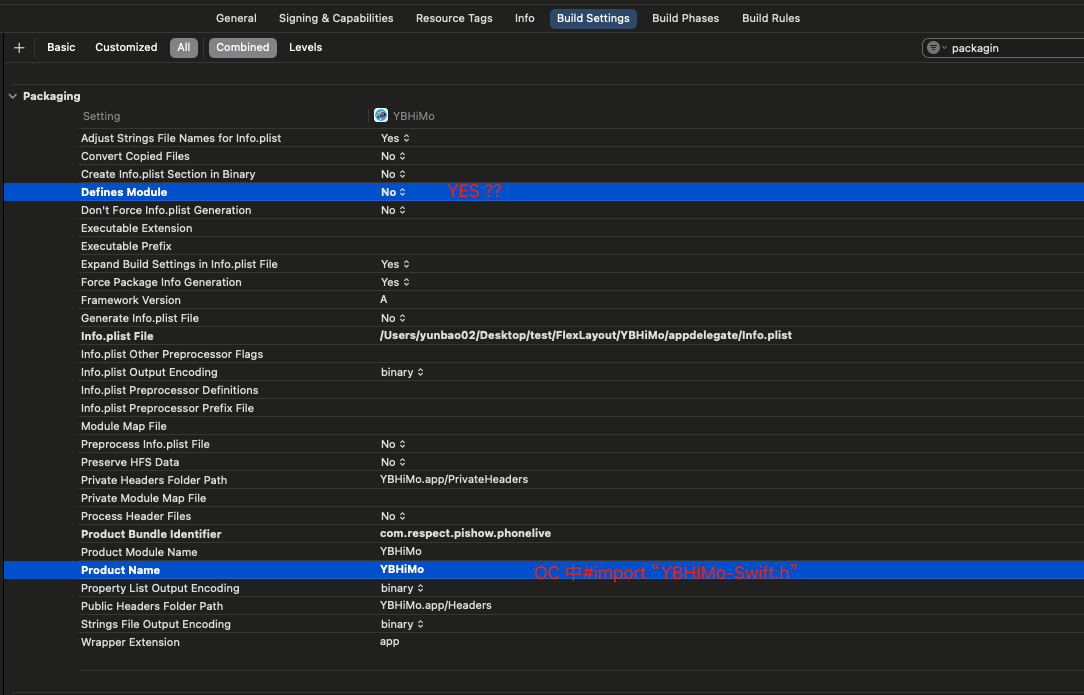 General Signing & Capabilities Resource Tags Info Build Settings Build Phases Build Rules
+ Basic Customized All Combined Levels packagin
Packaging
Setting YBHiMo
Adjust Strings File Names for Info.plist Yes
Convert Copied Files No
Create Info.plist Section in Binary No
Defines Module No YES ??
Don't Force Info.plist Generation No
Executable Extension
Executable Prefix
Expand Build Settings in Info.plist File Yes
Force Package Info Generation Yes
Framework Version A
Generate Info.plist File No
Info.plist File /Users/yunbao02/Desktop/test/FlexLayout/YBHiMo/appdelegate/Info.plist
Info.plist Other Preprocessor Flags
Info.plist Output Encoding binary
Info.plist Preprocessor Definitions
Info.plist Preprocessor Prefix File
Module Map File
Preprocess Info.plist File No
Preserve HFS Data No
Private Headers Folder Path YBHiMo.app/PrivateHeaders
Private Module Map File
Process Header Files No
Product Bundle Identifier com.respect.pishow.phonelive
Product Module Name YBHiMo
Product Name YBHiMo OC 中#import “YBHIMo-Swift.h”
Property List Output Encoding binary
Public Headers Folder Path YBHiMo.app/Headers
Strings File Output Encoding binary
Wrapper Extension app